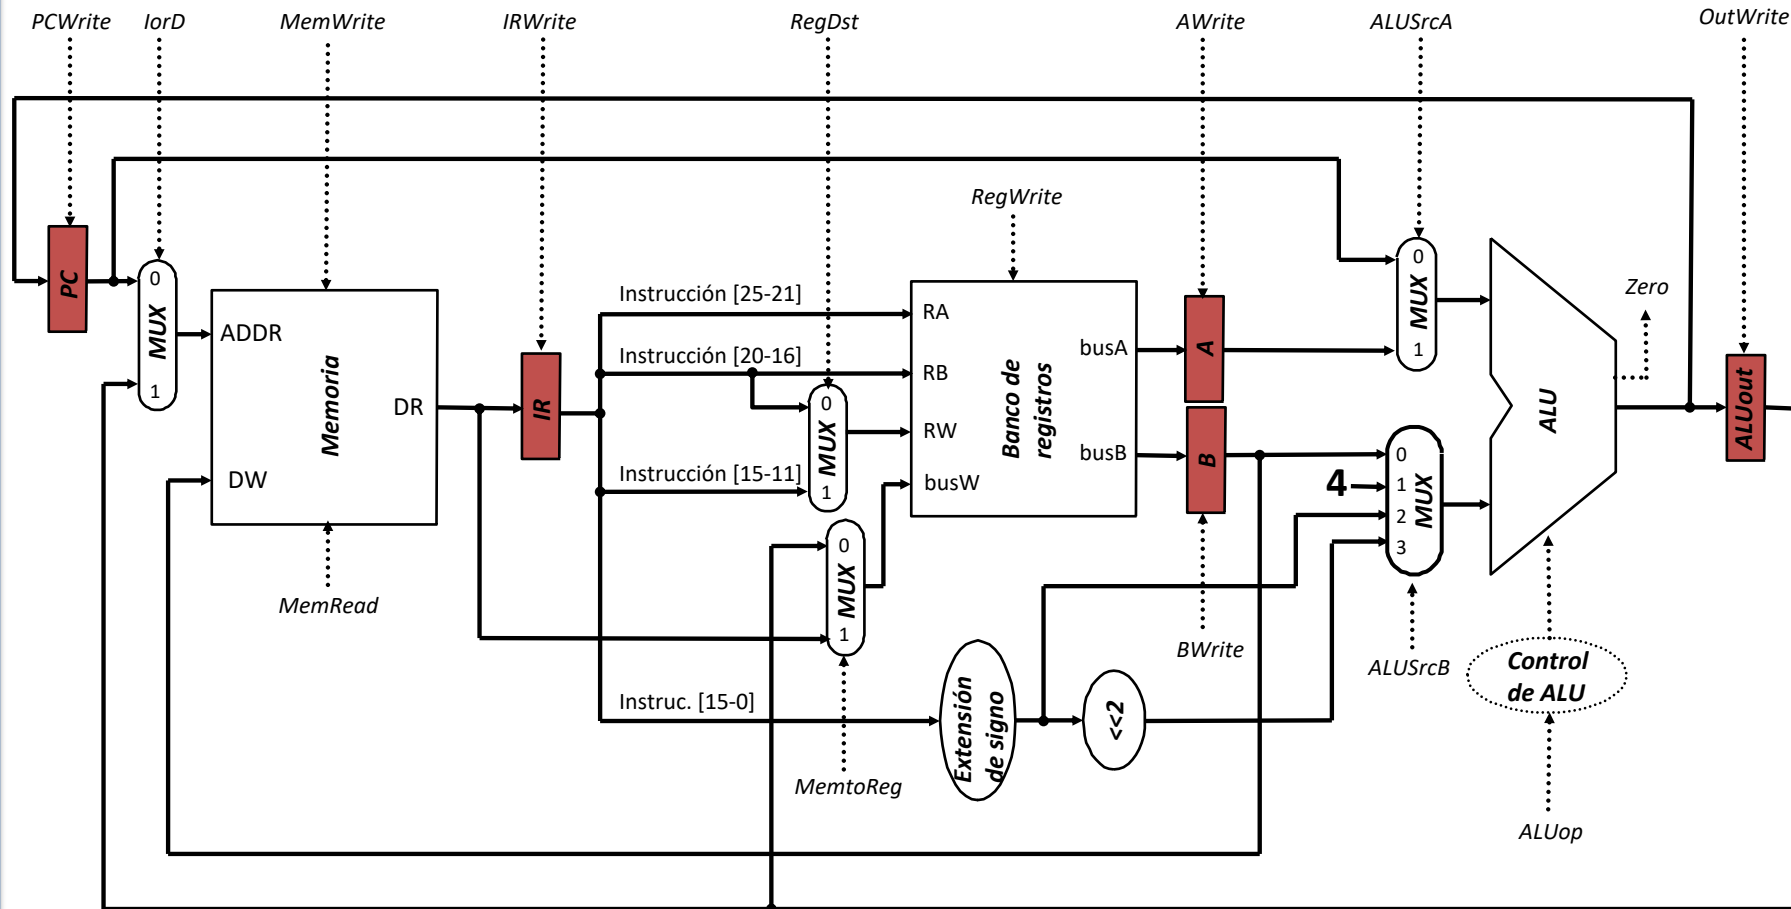 PCWrite IorD MemWrite IRWrite RegDst AWrite ALUSrcA OutWrite
RegWrite
PC
0
MUX
1
ADDR
Memoria
DR
DW
MemRead
IR
Instrucción [25-21]
Instrucción [20-16]
Instrucción [15-11]
Instruc. [15-0]
0
MUX
1
0
MUX
1
MemtoReg
RA
RB
RW
busW
Banco de
registros
busA
busB
A
B
BWrite
Extensión
de signo
<<2
0
MUX
1
4
0
1
2
3
MUX
ALUSrcB
ALU
Zero
Control
de ALU
ALUop
ALUout